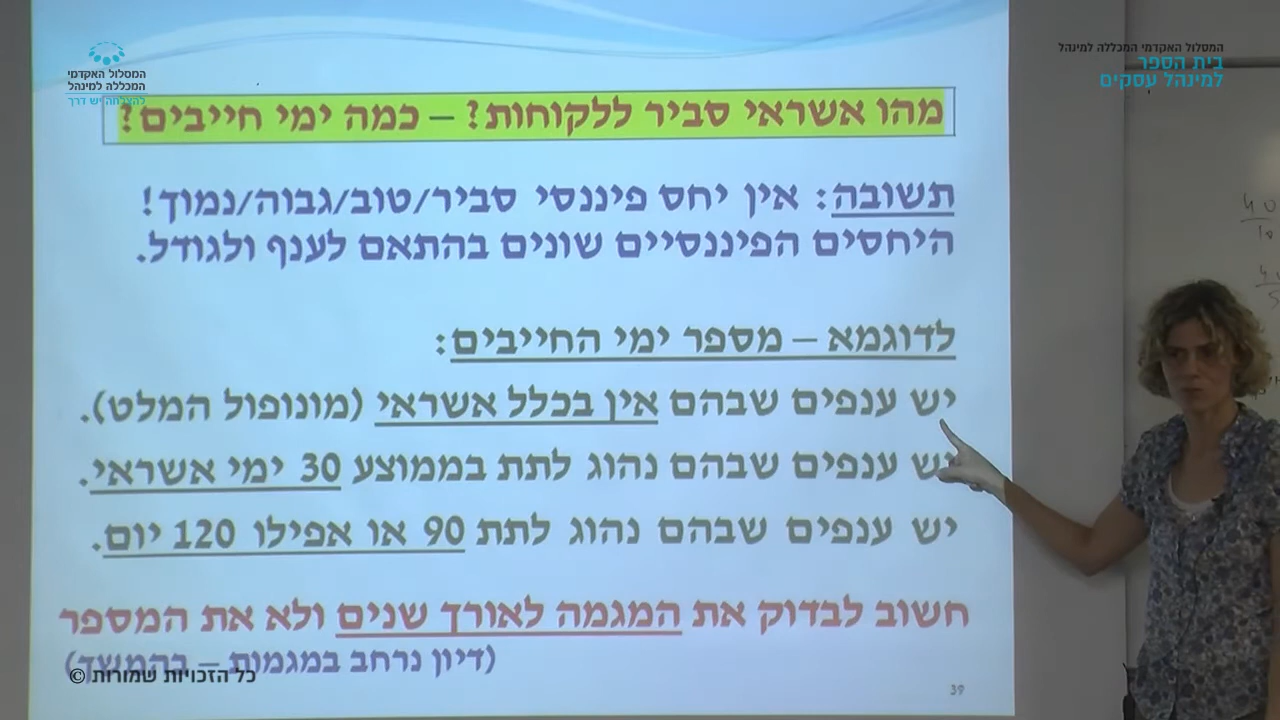 המסלול האקדמי
המכללה למינהל
להצלחה יש דרך
המסלול האקדמי המכללה למינהל
בית הספר
למינהל עסקים
מהו אשראי סביר ללקוחות? – כמה ימי חייבים?
תשובה: אין יחס פיננסי סביר/טוב/גבוה/נמוך!
היחסים הפיננסיים שונים בהתאם לענף ולגודל.
לדוגמא – מספר ימי החייבים:
יש ענפים שבהם אין בכלל אשראי (מונופול המלט).
יש ענפים שבהם נהוג לתת בממוצע 30 ימי אשראי.
יש ענפים שבהם נהוג לתת 90 או אפילו 120 יום.
חשוב לבדוק את המגמה לאורך שנים ולא את המספר
(דיון נרחב במגמות – בהמשך)
כל הזכויות שמורות ©
39
40